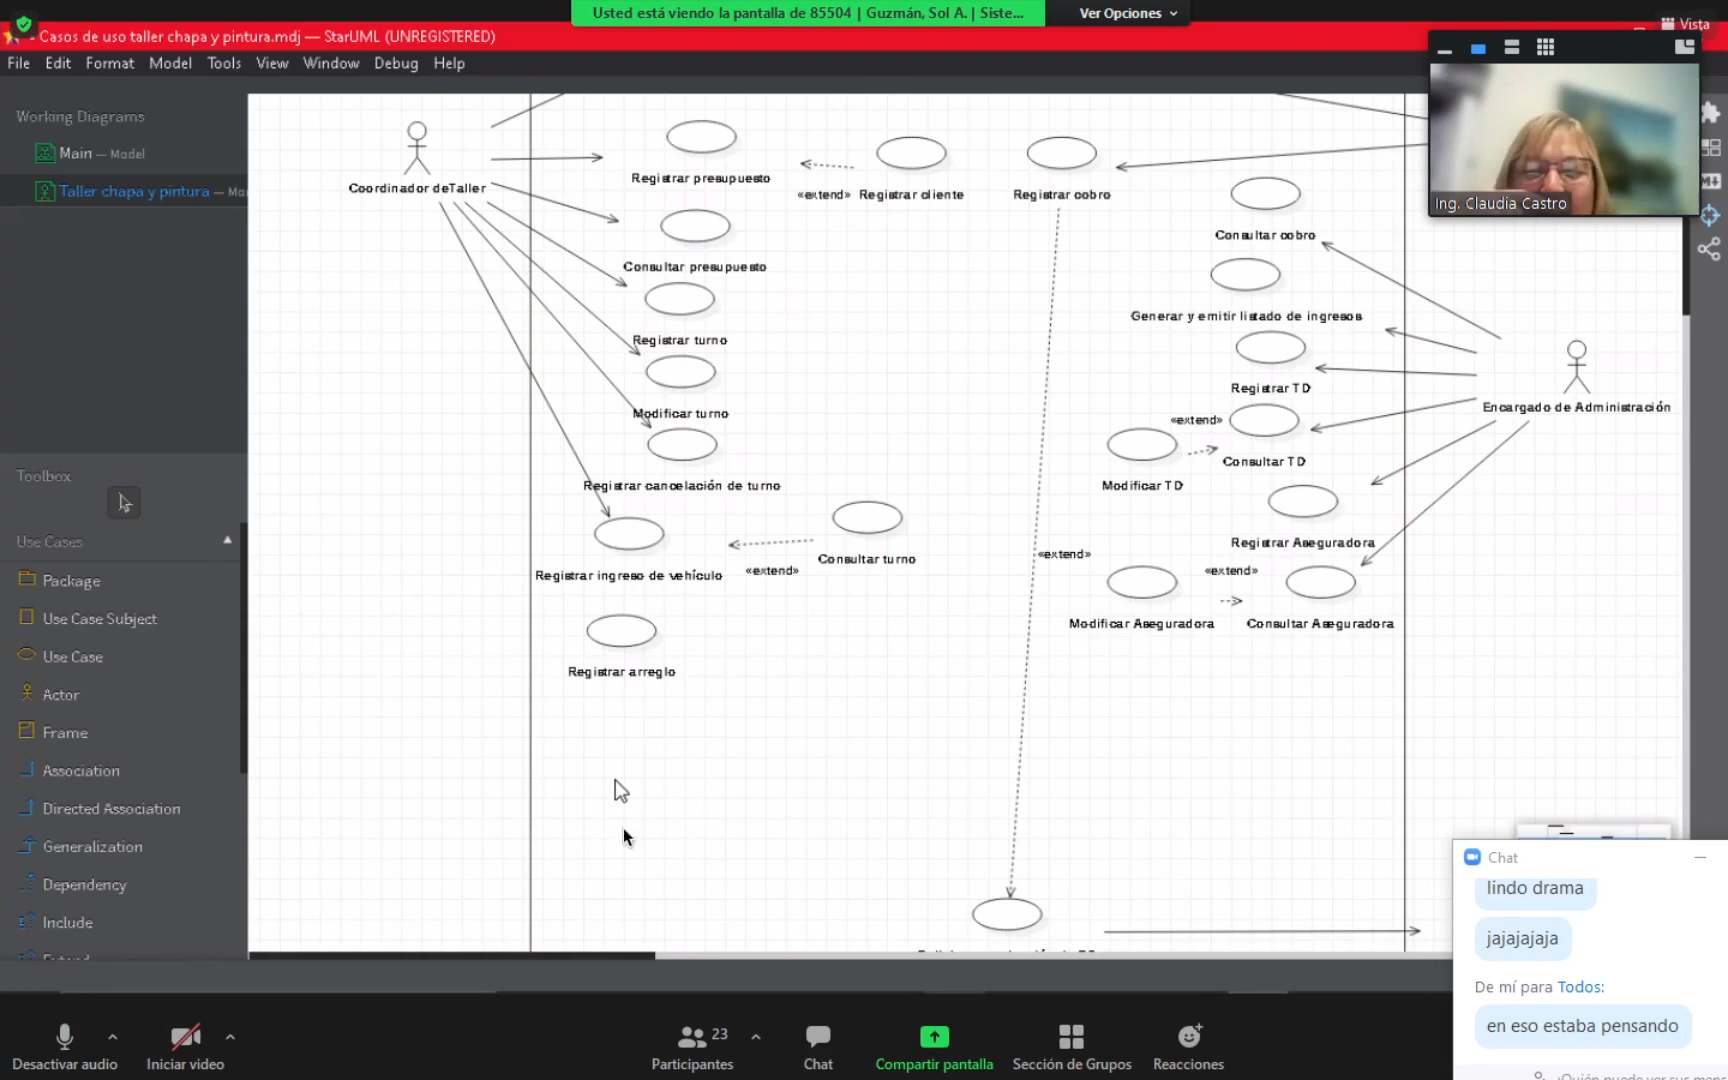 Usted está viendo la pantalla de 85504 | Guzmán, Sol A. | Siste...
Ver Opciones
Vista
Casos de uso taller chapa y pintura.mdj — StarUML (UNREGISTERED)
File Edit Format Model Tools View Window Debug Help
Working Diagrams
Main — Model
Taller chapa y pintura — Mo
Ing. Claudia Castro
Coordinador deTaller
Registrar presupuesto
«extend»
Registrar cliente
Registrar cobro
Consultar cobro
Consultar presupuesto
Generar y emitir listado de ingresos
Registrar turno
Registrar TD
Encargado de Administración
Modificar turno
«extend»
Consultar TD
Registrar cancelación de turno
Modificar TD
Registrar Aseguradora
Consultar turno
«extend»
Registrar ingreso de vehículo
«extend»
«extend»
Modificar Aseguradora
Consultar Aseguradora
Registrar arreglo
Toolbox
Use Cases
Package
Use Case Subject
Use Case
Actor
Frame
Association
Directed Association
Generalization
Dependency
Include
Extend
Chat
lindo drama
jajajajaja
De mí para Todos:
en eso estaba pensando
Desactivar audio
Iniciar video
23
Participantes
Chat
Compartir pantalla
Sección de Grupos
Reacciones